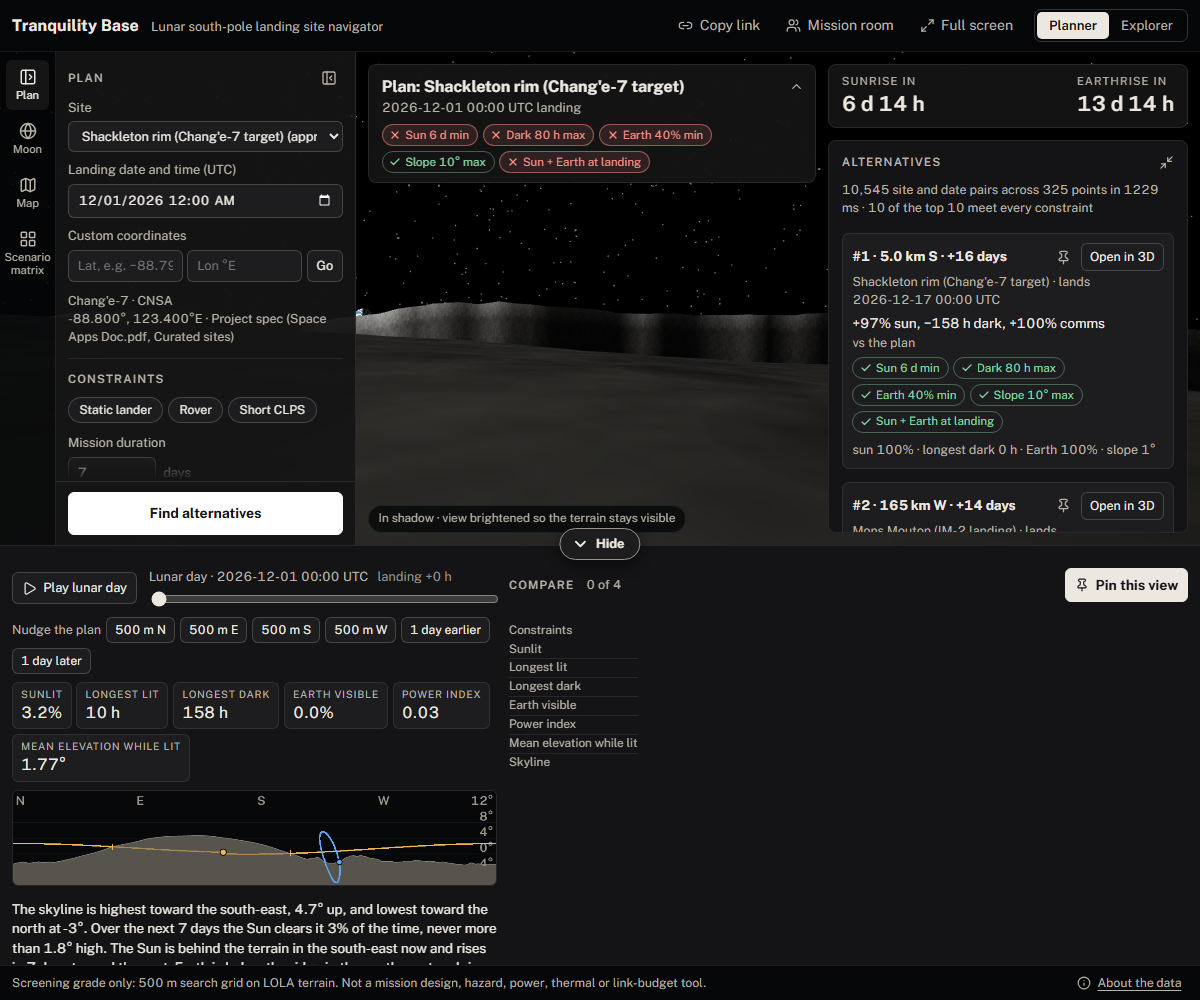 Tranquility Base
Lunar south-pole landing site navigator
Copy link
Mission room
Full screen
Planner
Explorer
Plan
Moon
Map
Scenario
matrix
PLAN
Site
Shackleton rim (Chang'e-7 target) (appr
Landing date and time (UTC)
12/01/2026 12:00 AM
Custom coordinates
Lat, e.g. −88.79
Lon °E
Go
Chang'e-7 · CNSA
-88.800°, 123.400°E · Project spec (Space
Apps Doc.pdf, Curated sites)
CONSTRAINTS
Static lander
Rover
Short CLPS
Mission duration
7
days
Find alternatives
Plan: Shackleton rim (Chang'e-7 target)
2026-12-01 00:00 UTC landing
Sun 6 d min
Dark 80 h max
Earth 40% min
Slope 10° max
Sun + Earth at landing
In shadow · view brightened so the terrain stays visible
Hide
SUNRISE IN
6 d 14 h
EARTHRISE IN
13 d 14 h
ALTERNATIVES
10,545 site and date pairs across 325 points in 1229
ms · 10 of the top 10 meet every constraint
#1 · 5.0 km S · +16 days
Open in 3D
Shackleton rim (Chang'e-7 target) · lands
2026-12-17 00:00 UTC
+97% sun, −158 h dark, +100% comms
vs the plan
Sun 6 d min
Dark 80 h max
Earth 40% min
Slope 10° max
Sun + Earth at landing
sun 100% · longest dark 0 h · Earth 100% · slope 1°
#2 · 165 km W · +14 days
Open in 3D
Mons Mouton (IM-2 landing) · lands
Play lunar day
Lunar day · 2026-12-01 00:00 UTC
landing +0 h
Nudge the plan
500 m N
500 m E
500 m S
500 m W
1 day earlier
1 day later
SUNLIT
3.2%
LONGEST LIT
10 h
LONGEST DARK
158 h
EARTH VISIBLE
0.0%
POWER INDEX
0.03
MEAN ELEVATION WHILE LIT
1.77°
N
E
S
W
12°
8°
4°
0°
4°
The skyline is highest toward the south-east, 4.7° up, and lowest toward the
north at -3°. Over the next 7 days the Sun clears it 3% of the time, never more
than 1.8° high. The Sun is behind the terrain in the south-east now and rises
COMPARE
0 of 4
Pin this view
Constraints
Sunlit
Longest lit
Longest dark
Earth visible
Power index
Mean elevation while lit
Skyline
Screening grade only: 500 m search grid on LOLA terrain. Not a mission design, hazard, power, thermal or link-budget tool.
About the data